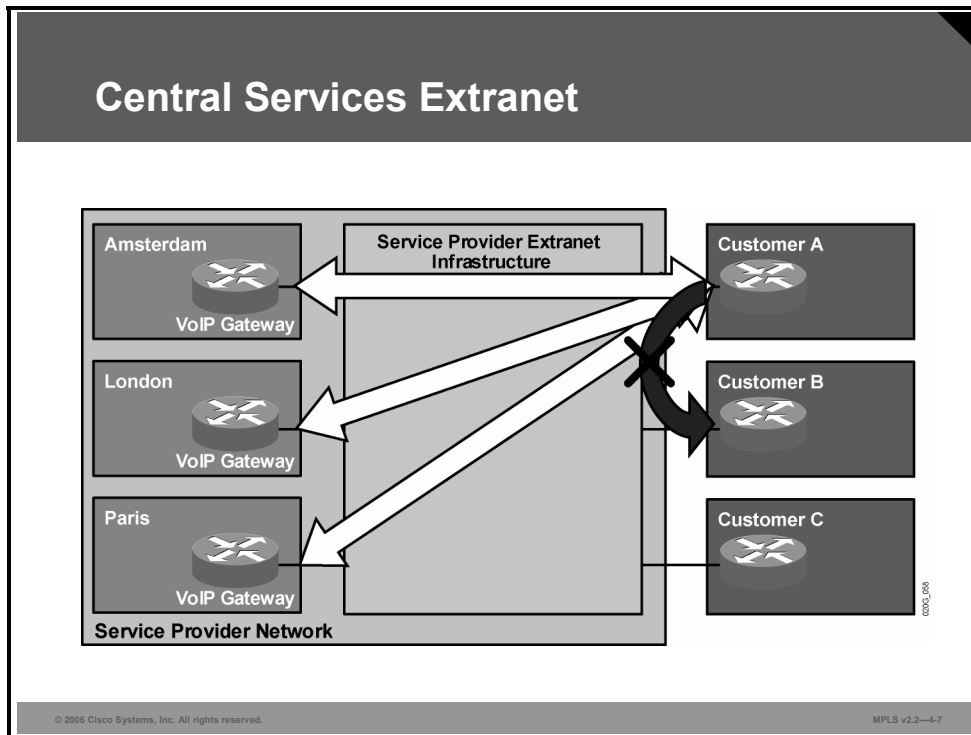 Central Services Extranet
Amsterdam
VoIP Gateway
London
VoIP Gateway
Paris
VoIP Gateway
Service Provider Network
Service Provider Extranet
Infrastructure
Customer A
Customer B
Customer C
020G_058
© 2006 Cisco Systems, Inc. All rights reserved.
MPLS v2.2—4-7